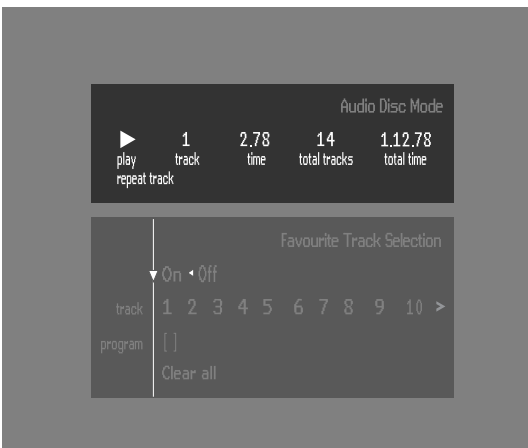 Audio Disc Mode
1 2.78 14 1.12.78
play track time total tracks total time
repeat track
Favourite Track Selection
On Off
track 1 2 3 4 5 6 7 8 9 10 >
program [ ]
Clear all